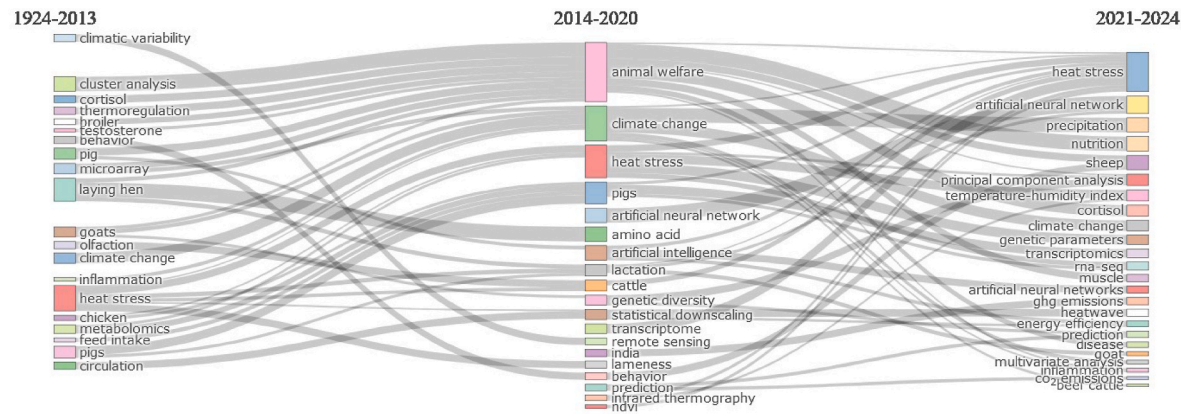 1924-2013
climatic variability
cluster analysis
cortisol
thermoregulation
broiler
testosterone
behavior
pig
microarray
laying hen
goats
olfaction
climate change
inflammation
heat stress
chicken
metabolomics
feed intake
pigs
circulation
2014-2020
animal welfare
climate change
heat stress
pigs
artificial neural network
amino acid
artificial intelligence
lactation
cattle
genetic diversity
statistical downscaling
transcriptome
remote sensing
india
lameness
behavior
prediction
infrared thermography
ndvi
2021-2024
heat stress
artificial neural network
precipitation
nutrition
sheep
principal component analysis
temperature-humidity index
cortisol
climate change
genetic parameters
transcriptomics
rna-seq
muscle
artificial neural networks
ghg emissions
heatwave
energy efficiency
prediction
disease
goat
multivariate analysis
inflammation
co₂ emissions
beef cattle